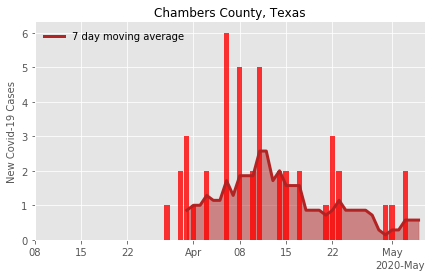 Chambers County, Texas
7 day moving average
New Covid-19 Cases
6
5
4
3
2
1
0
08 15 22 Apr 08 15 22 May
2020-May